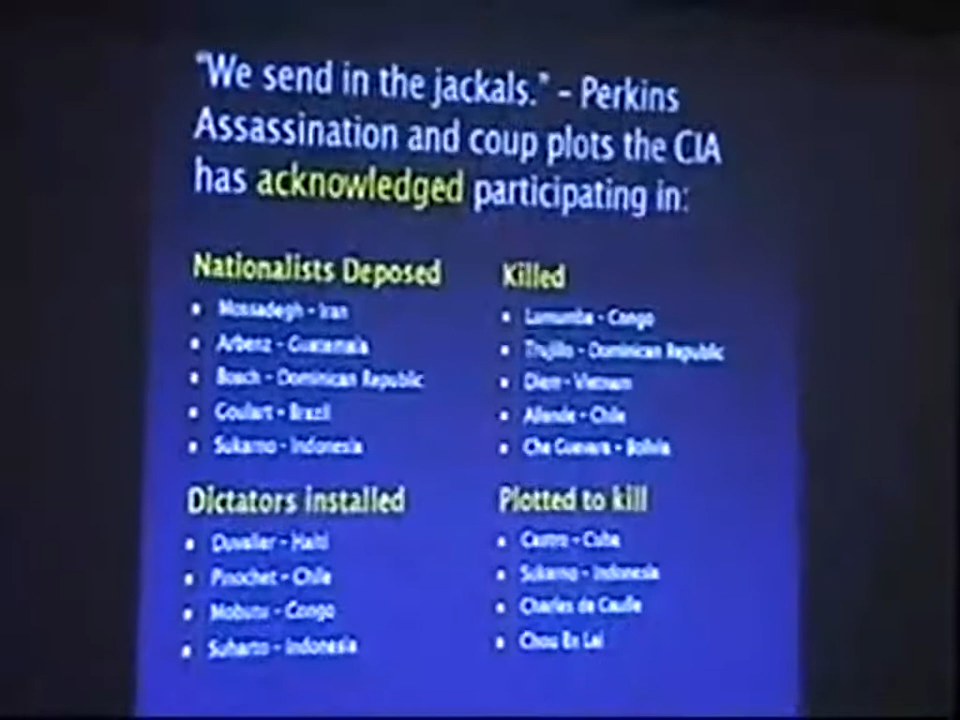 "We send in the jackals." - Perkins
Assassination and coup plots the CIA
has acknowledged participating in:
Nationalists Deposed
• Mossadegh - Iran
• Arbenz - Guatemala
• Bosch - Dominican Republic
• Goulart - Brazil
• Sukarno - Indonesia
Killed
• Lumumba - Congo
• Trujillo - Dominican Republic
• Diem - Vietnam
• Allende - Chile
• Che Guevara - Bolivia
Dictators installed
• Duvalier - Haiti
• Pinochet - Chile
• Mobutu - Congo
• Suharto - Indonesia
Plotted to kill
• Castro - Cuba
• Sukarno - Indonesia
• Charles de Gaulle
• Chou En Lai